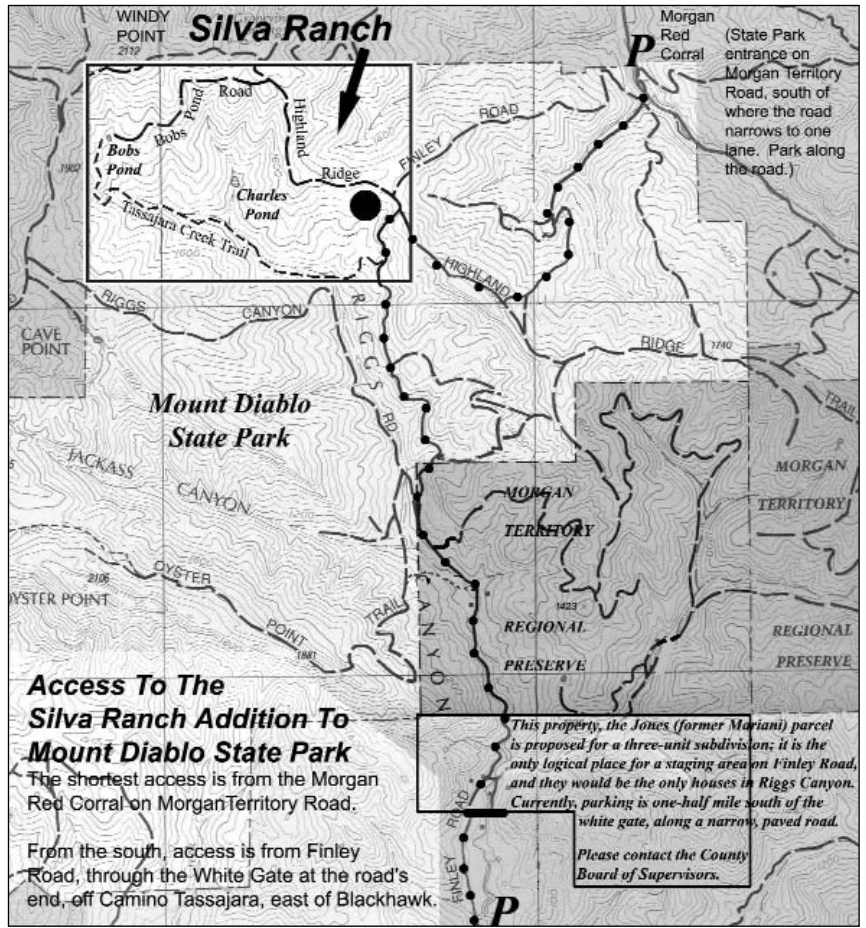 WINDY
POINT
2112
Silva Ranch
P
Morgan
Red
Corral
(State Park
entrance on
Morgan Territory
Road, south of
where the road
narrows to one
lane. Park along
the road.)
Road
Pond
Bobs
Bobs
Pond
Highland
Ridge
Charles
Pond
Tassajara Creek Trail
1600
1600
FINLEY
ROAD
1902
HIGHLAND
RIDGE
1740
TRAIL
RIGGS
CANYON
CAVE
POINT
RIGGS
RD.
CANYON
Mount Diablo
State Park
JACKASS
CANYON
MORGAN
TERRITORY
REGIONAL
PRESERVE
1423
MORGAN
TERRITORY
REGIONAL
PRESERVE
2106
OYSTER
POINT
TRAIL
OYSTER POINT
1881
Access To The
Silva Ranch Addition To
Mount Diablo State Park
The shortest access is from the Morgan
Red Corral on MorganTerritory Road.
From the south, access is from Finley
Road, through the White Gate at the road's
end, off Camino Tassajara, east of Blackhawk.
This property, the Jones (former Mariani) parcel
is proposed for a three-unit subdivision; it is the
only logical place for a staging area on Finley Road,
and they would be the only houses in Riggs Canyon.
Currently, parking is one-half mile south of the
white gate, along a narrow, paved road.
Please contact the County
Board of Supervisors.
FINLEY
ROAD
P